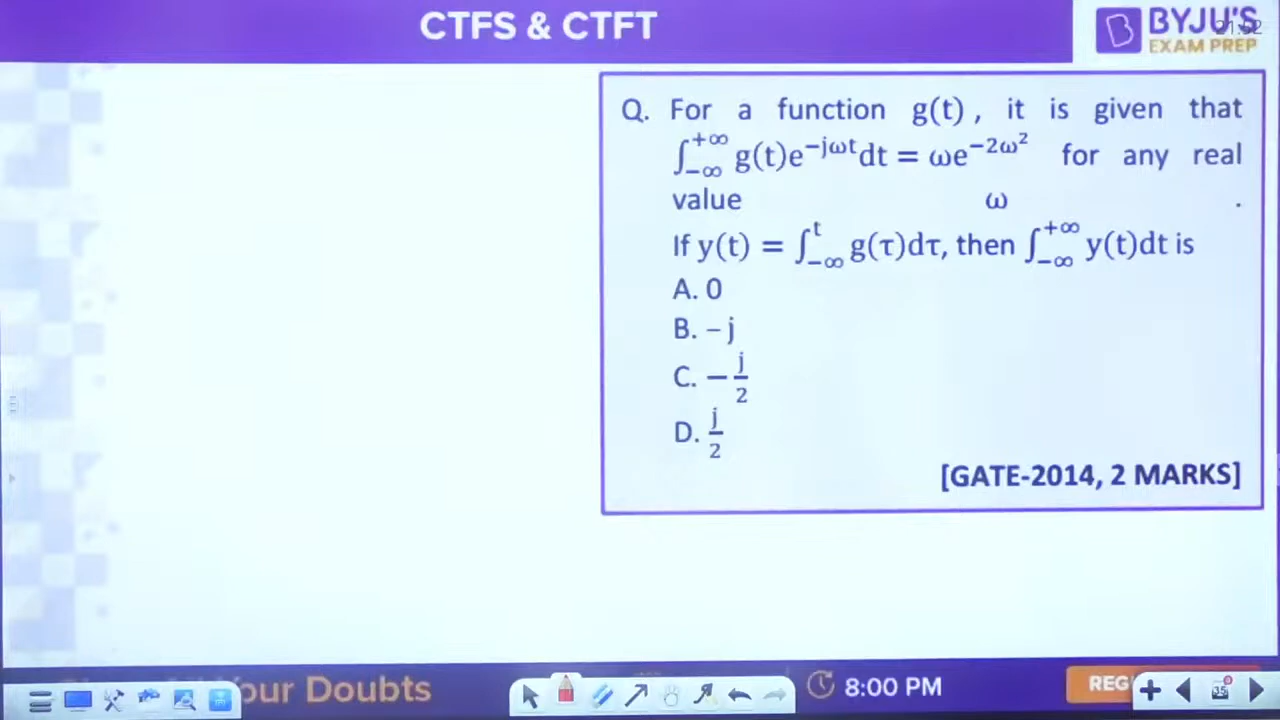 CTFS & CTFT
BYJU'S
EXAM PREP
Q. For a function g(t), it is given that
∫₋∞⁺∞ g(t)e^{−jωt}dt = ωe^{−2ω²} for any real
value ω .
If y(t) = ∫₋∞ᵗ g(τ)dτ, then ∫₋∞⁺∞ y(t)dt is
A. 0
B. −j
C. −j/2
D. j/2
[GATE-2014, 2 MARKS]
our Doubts
8:00 PM
REG
35